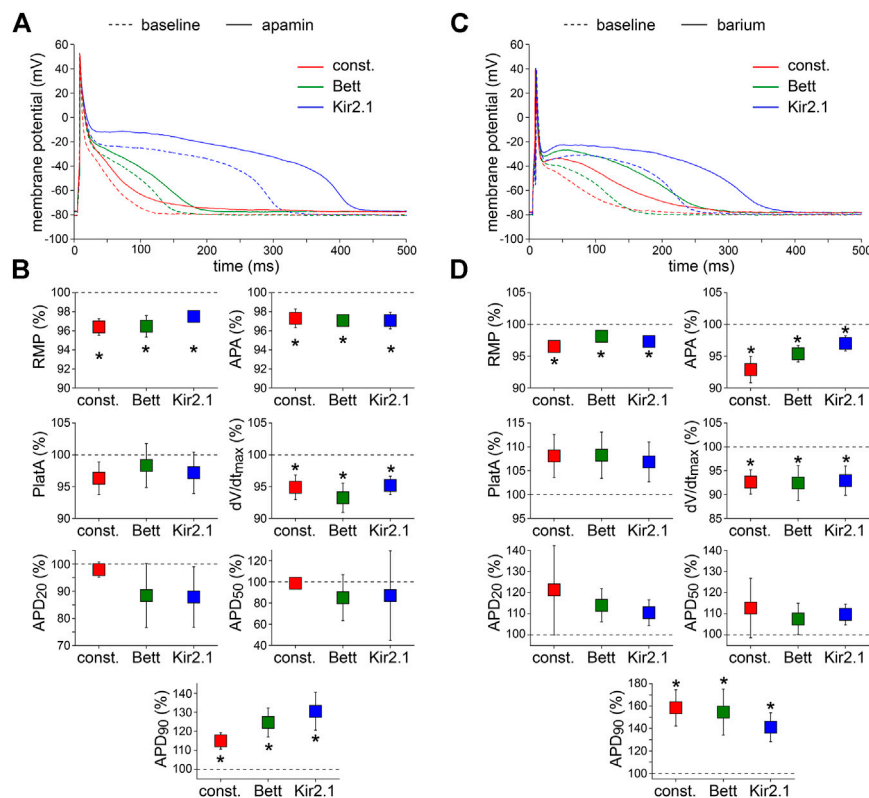 A
baseline
apamin
membrane potential (mV)
60
40
20
0
-20
-40
-60
-80
-100
const.
Bett
Kir2.1
0
100
200
300
400
500
time (ms)
B
RMP (%)
100
98
96
94
92
90
*
*
*
const.
Bett
Kir2.1
APA (%)
100
98
96
94
92
90
*
*
*
const.
Bett
Kir2.1
PlatA (%)
105
100
95
90
const.
Bett
Kir2.1
dV/dtmax (%)
105
100
95
90
*
*
*
const.
Bett
Kir2.1
APD20 (%)
100
90
80
70
const.
Bett
Kir2.1
APD50 (%)
120
100
80
60
40
const.
Bett
Kir2.1
APD90 (%)
140
130
120
110
100
*
*
*
const.
Bett
Kir2.1
C
baseline
barium
membrane potential (mV)
60
40
20
0
-20
-40
-60
-80
-100
const.
Bett
Kir2.1
0
100
200
300
400
500
time (ms)
D
RMP (%)
105
100
95
90
*
*
*
const.
Bett
Kir2.1
APA (%)
105
100
95
90
*
*
*
const.
Bett
Kir2.1
PlatA (%)
115
110
105
100
95
const.
Bett
Kir2.1
dV/dtmax (%)
105
100
95
90
85
*
*
*
const.
Bett
Kir2.1
APD20 (%)
140
130
120
110
100
const.
Bett
Kir2.1
APD50 (%)
140
130
120
110
100
const.
Bett
Kir2.1
APD90 (%)
180
160
140
120
100
*
*
*
const.
Bett
Kir2.1